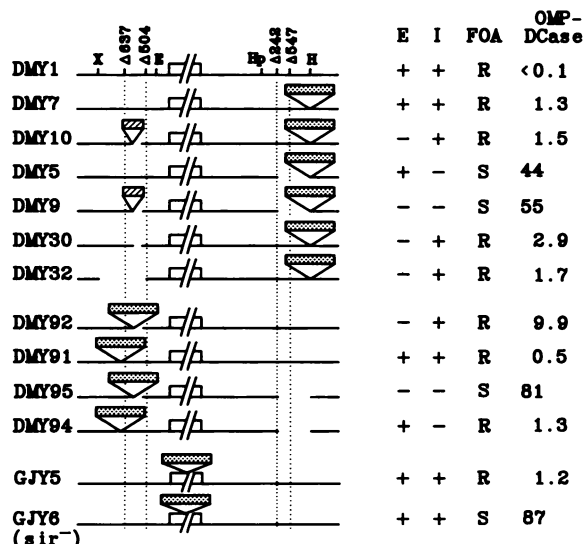 OMP-
E I FOA DCase
X Δ637 Δ504 E Hp Δ242 Δ547 H
DMY1 + + R <0.1
DMY7 + + R 1.3
DMY10 - + R 1.5
DMY5 + - S 44
DMY9 - - S 55
DMY30 - + R 2.9
DMY32 - + R 1.7
DMY92 - + R 9.9
DMY91 + + R 0.5
DMY95 - - S 81
DMY94 + - R 1.3
GJY5 + + R 1.2
GJY6 + + S 87
(sir⁻)